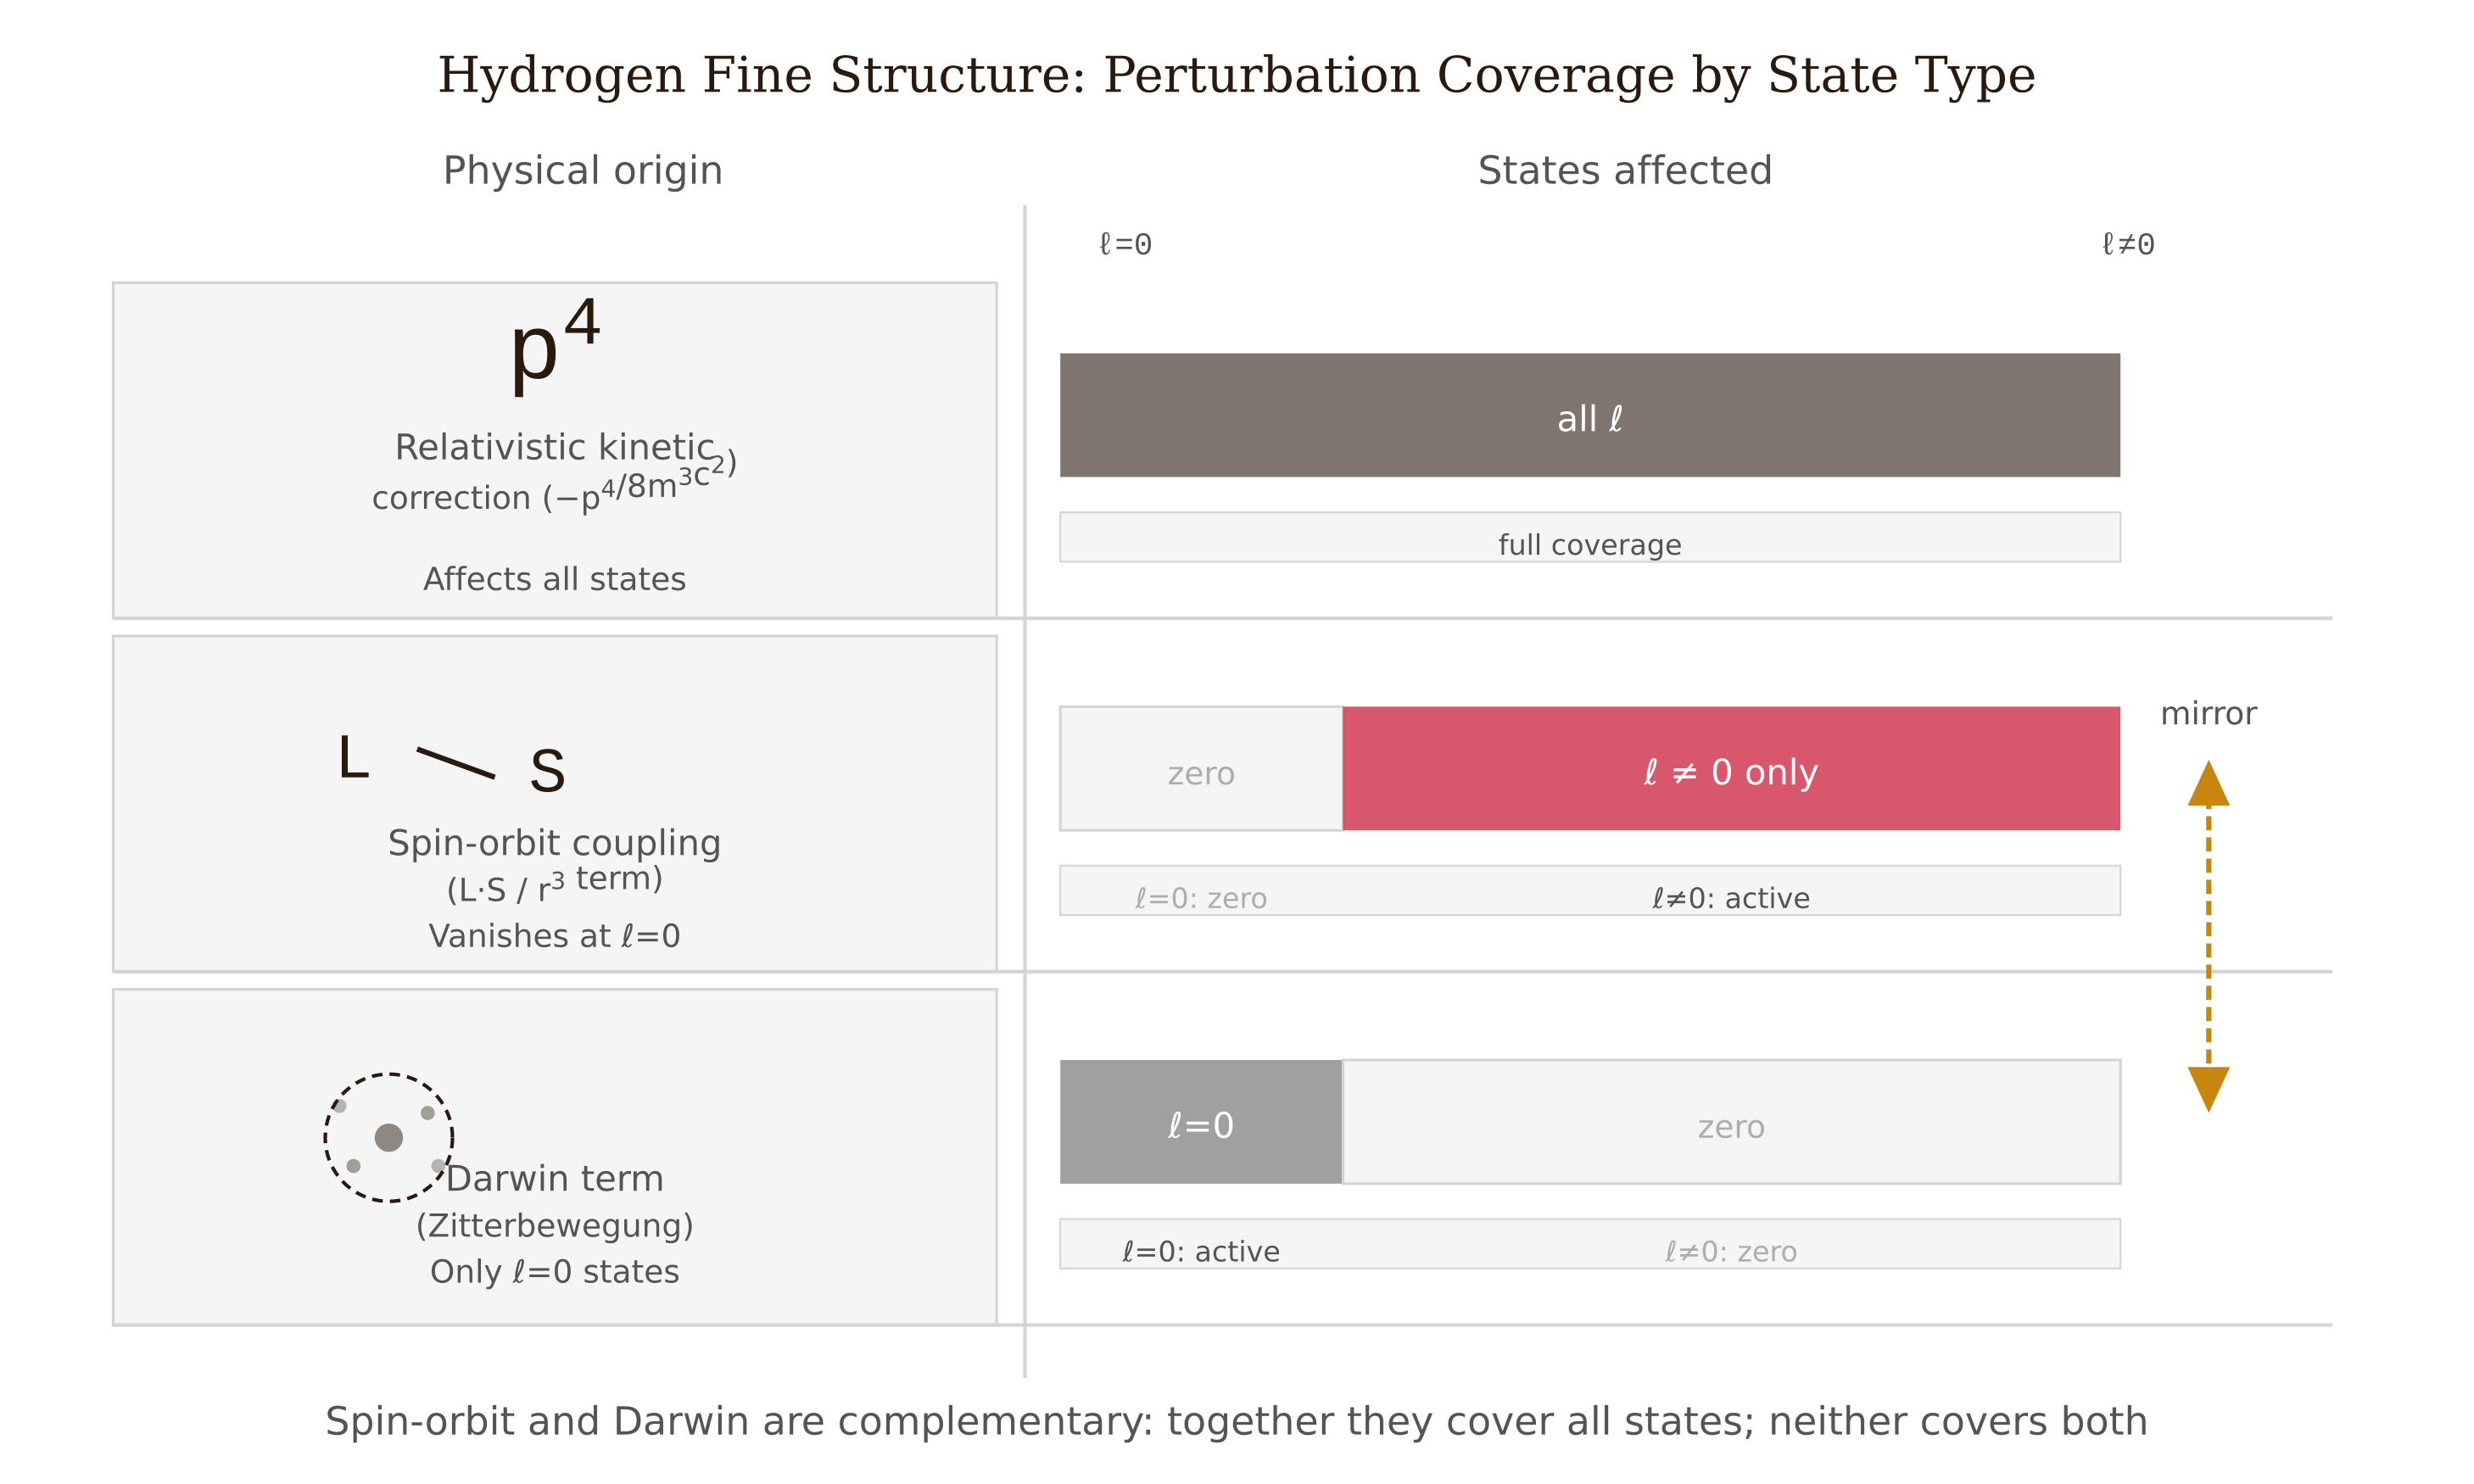 Hydrogen Fine Structure: Perturbation Coverage by State Type
Physical origin
States affected
ℓ=0
ℓ≠0
p⁴
Relativistic kinetic
correction (−p⁴/8m³c²)
Affects all states
all ℓ
full coverage
L
S
Spin-orbit coupling
(L·S / r³ term)
Vanishes at ℓ=0
zero
ℓ ≠ 0 only
ℓ=0: zero
ℓ≠0: active
mirror
Darwin term
(Zitterbewegung)
Only ℓ=0 states
ℓ=0
zero
ℓ=0: active
ℓ≠0: zero
Spin-orbit and Darwin are complementary: together they cover all states; neither covers both